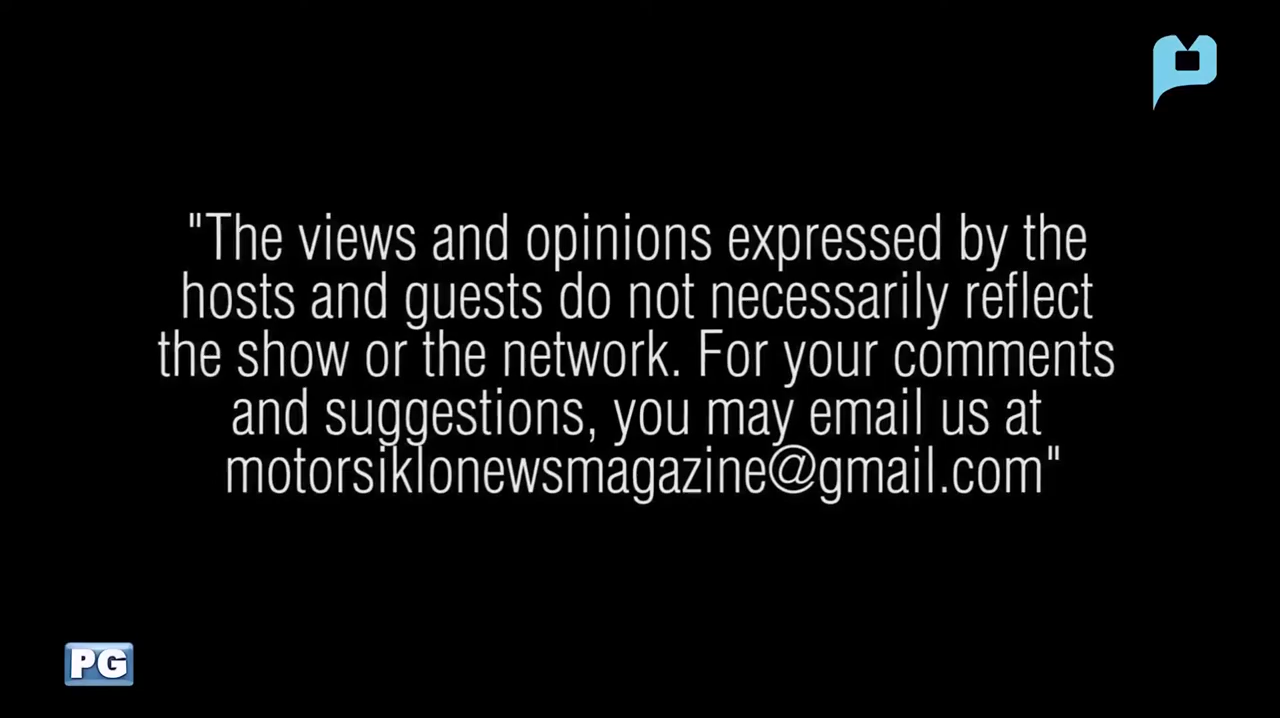 "The views and opinions expressed by the
hosts and guests do not necessarily reflect
the show or the network. For your comments
and suggestions, you may email us at
motorsiklonewsmagazine@gmail.com"
PG